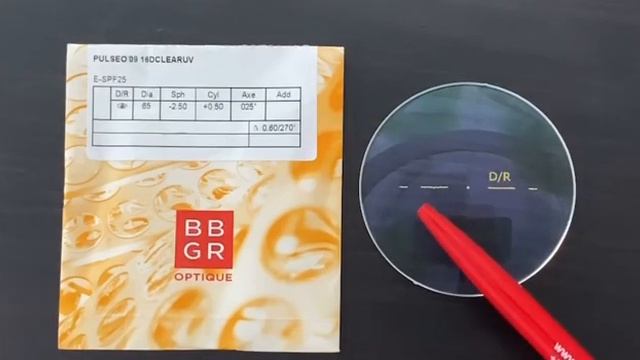 PULSEO'09 16DCLEARUV
E-SPF25
D/R Dia Sph Cyl Axe Add
65 -2.50 +0.50 025°
0.60/270°
BB
GR
OPTIQUE
D/R
www.